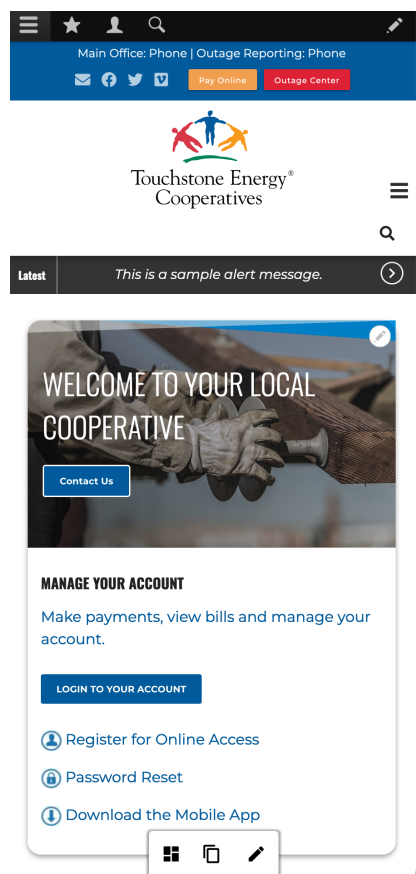 Main Office: Phone | Outage Reporting: Phone
Pay Online
Outage Center
Touchstone Energy®
Cooperatives
Latest
This is a sample alert message.
WELCOME TO YOUR LOCAL
COOPERATIVE
Contact Us
MANAGE YOUR ACCOUNT
Make payments, view bills and manage your
account.
LOGIN TO YOUR ACCOUNT
Register for Online Access
Password Reset
Download the Mobile App